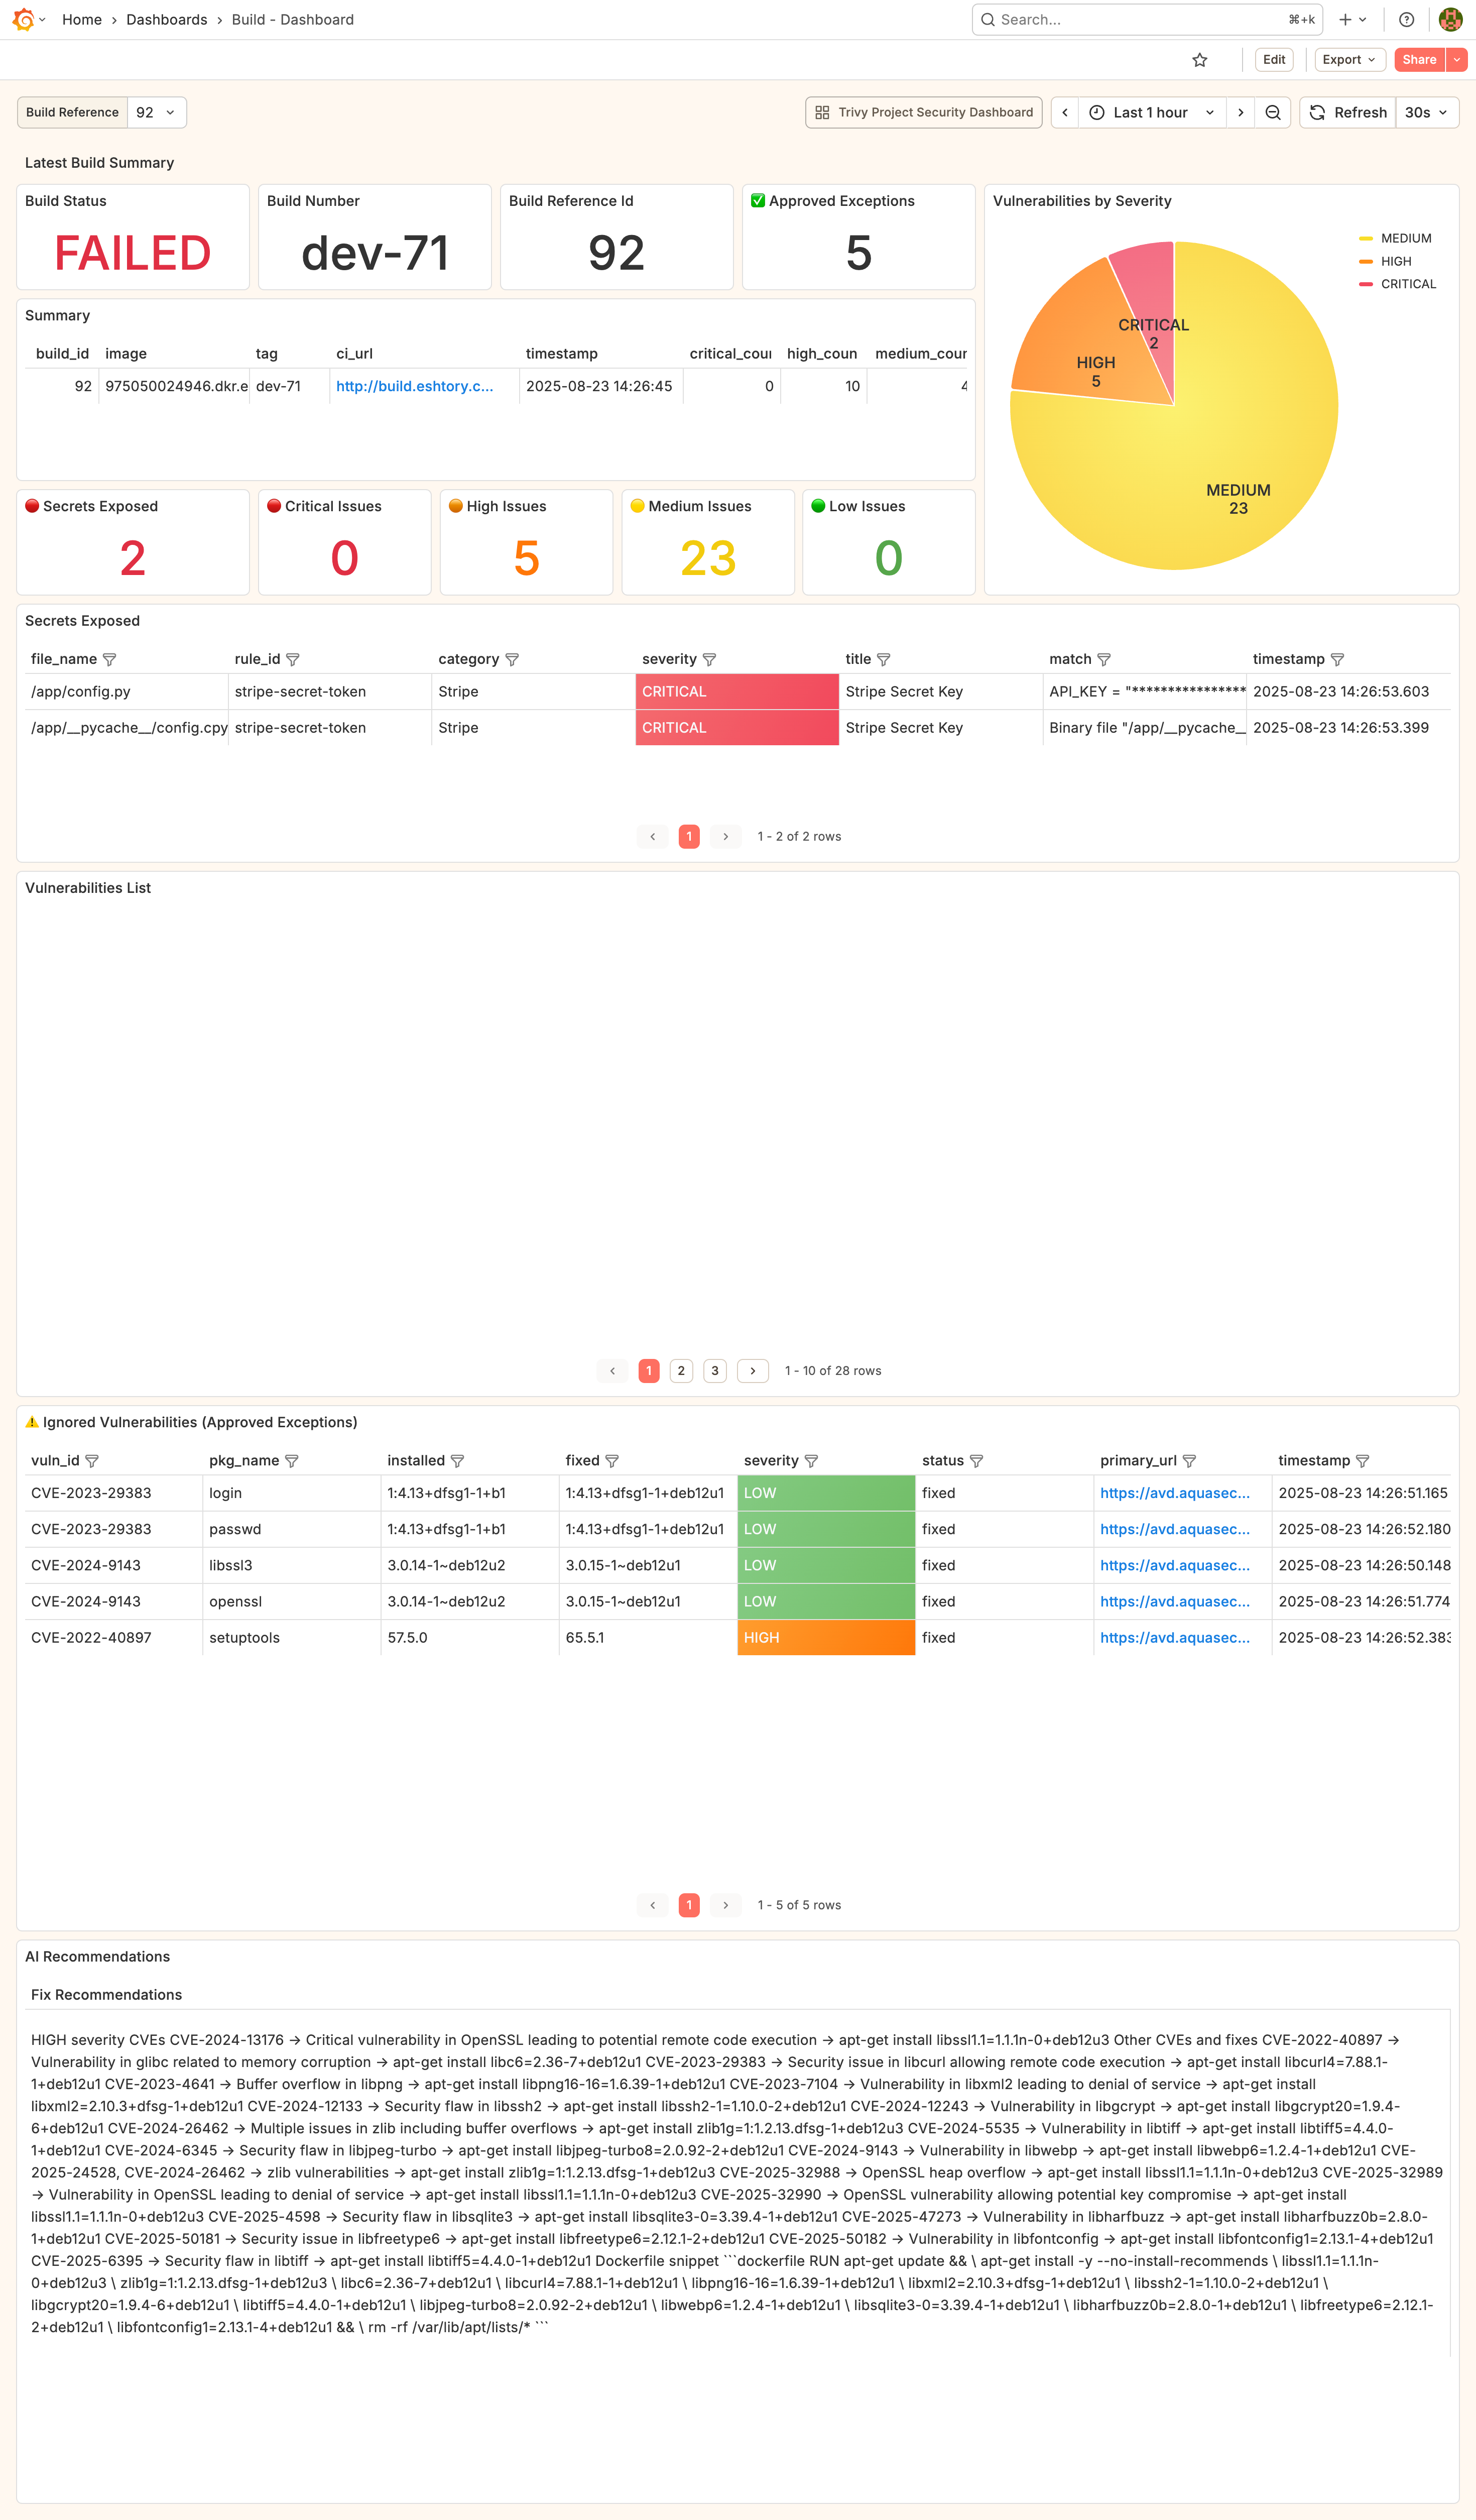 Home › Dashboards › Build - Dashboard
Search... ⌘+k
Edit Export Share
Build Reference 92
Trivy Project Security Dashboard Last 1 hour Refresh 30s
Latest Build Summary
Build Status
FAILED
Build Number
dev-71
Build Reference Id
92
✅ Approved Exceptions
5
Vulnerabilities by Severity
MEDIUM
HIGH
CRITICAL
CRITICAL
2
HIGH
5
MEDIUM
23
Summary
build_id image tag ci_url timestamp critical_coun high_coun medium_cour
92 975050024946.dkr.e dev-71 http://build.eshtory.c... 2025-08-23 14:26:45 0 10 4
🔴 Secrets Exposed
2
🔴 Critical Issues
0
🟠 High Issues
5
🟡 Medium Issues
23
🟢 Low Issues
0
Secrets Exposed
file_name rule_id category severity title match timestamp
/app/config.py stripe-secret-token Stripe CRITICAL Stripe Secret Key API_KEY = "**************** 2025-08-23 14:26:53.603
/app/__pycache__/config.cpy stripe-secret-token Stripe CRITICAL Stripe Secret Key Binary file "/app/__pycache__ 2025-08-23 14:26:53.399
1 1 - 2 of 2 rows
Vulnerabilities List
1 2 3 1 - 10 of 28 rows
⚠️ Ignored Vulnerabilities (Approved Exceptions)
vuln_id pkg_name installed fixed severity status primary_url timestamp
CVE-2023-29383 login 1:4.13+dfsg1-1+b1 1:4.13+dfsg1-1+deb12u1 LOW fixed https://avd.aquasec... 2025-08-23 14:26:51.165
CVE-2023-29383 passwd 1:4.13+dfsg1-1+b1 1:4.13+dfsg1-1+deb12u1 LOW fixed https://avd.aquasec... 2025-08-23 14:26:52.180
CVE-2024-9143 libssl3 3.0.14-1~deb12u2 3.0.15-1~deb12u1 LOW fixed https://avd.aquasec... 2025-08-23 14:26:50.148
CVE-2024-9143 openssl 3.0.14-1~deb12u2 3.0.15-1~deb12u1 LOW fixed https://avd.aquasec... 2025-08-23 14:26:51.774
CVE-2022-40897 setuptools 57.5.0 65.5.1 HIGH fixed https://avd.aquasec... 2025-08-23 14:26:52.383
1 1 - 5 of 5 rows
AI Recommendations
Fix Recommendations
HIGH severity CVEs CVE-2024-13176 → Critical vulnerability in OpenSSL leading to potential remote code execution → apt-get install libssl1.1=1.1.1n-0+deb12u3 Other CVEs and fixes CVE-2022-40897 →
Vulnerability in glibc related to memory corruption → apt-get install libc6=2.36-7+deb12u1 CVE-2023-29383 → Security issue in libcurl allowing remote code execution → apt-get install libcurl4=7.88.1-
1+deb12u1 CVE-2023-4641 → Buffer overflow in libpng → apt-get install libpng16-16=1.6.39-1+deb12u1 CVE-2023-7104 → Vulnerability in libxml2 leading to denial of service → apt-get install
libxml2=2.10.3+dfsg-1+deb12u1 CVE-2024-12133 → Security flaw in libssh2 → apt-get install libssh2-1=1.10.0-2+deb12u1 CVE-2024-12243 → Vulnerability in libgcrypt → apt-get install libgcrypt20=1.9.4-
6+deb12u1 CVE-2024-26462 → Multiple issues in zlib including buffer overflows → apt-get install zlib1g=1:1.2.13.dfsg-1+deb12u3 CVE-2024-5535 → Vulnerability in libtiff → apt-get install libtiff5=4.4.0-
1+deb12u1 CVE-2024-6345 → Security flaw in libjpeg-turbo → apt-get install libjpeg-turbo8=2.0.92-2+deb12u1 CVE-2024-9143 → Vulnerability in libwebp → apt-get install libwebp6=1.2.4-1+deb12u1 CVE-
2025-24528, CVE-2024-26462 → zlib vulnerabilities → apt-get install zlib1g=1:1.2.13.dfsg-1+deb12u3 CVE-2025-32988 → OpenSSL heap overflow → apt-get install libssl1.1=1.1.1n-0+deb12u3 CVE-2025-32989
→ Vulnerability in OpenSSL leading to denial of service → apt-get install libssl1.1=1.1.1n-0+deb12u3 CVE-2025-32990 → OpenSSL vulnerability allowing potential key compromise → apt-get install
libssl1.1=1.1.1n-0+deb12u3 CVE-2025-4598 → Security flaw in libsqlite3 → apt-get install libsqlite3-0=3.39.4-1+deb12u1 CVE-2025-47273 → Vulnerability in libharfbuzz → apt-get install libharfbuzz0b=2.8.0-
1+deb12u1 CVE-2025-50181 → Security issue in libfreetype6 → apt-get install libfreetype6=2.12.1-2+deb12u1 CVE-2025-50182 → Vulnerability in libfontconfig → apt-get install libfontconfig1=2.13.1-4+deb12u1
CVE-2025-6395 → Security flaw in libtiff → apt-get install libtiff5=4.4.0-1+deb12u1 Dockerfile snippet ```dockerfile RUN apt-get update && \ apt-get install -y --no-install-recommends \ libssl1.1=1.1.1n-
0+deb12u3 \ zlib1g=1:1.2.13.dfsg-1+deb12u3 \ libc6=2.36-7+deb12u1 \ libcurl4=7.88.1-1+deb12u1 \ libpng16-16=1.6.39-1+deb12u1 \ libxml2=2.10.3+dfsg-1+deb12u1 \ libssh2-1=1.10.0-2+deb12u1 \
libgcrypt20=1.9.4-6+deb12u1 \ libtiff5=4.4.0-1+deb12u1 \ libjpeg-turbo8=2.0.92-2+deb12u1 \ libwebp6=1.2.4-1+deb12u1 \ libsqlite3-0=3.39.4-1+deb12u1 \ libharfbuzz0b=2.8.0-1+deb12u1 \ libfreetype6=2.12.1-
2+deb12u1 \ libfontconfig1=2.13.1-4+deb12u1 && \ rm -rf /var/lib/apt/lists/* ```